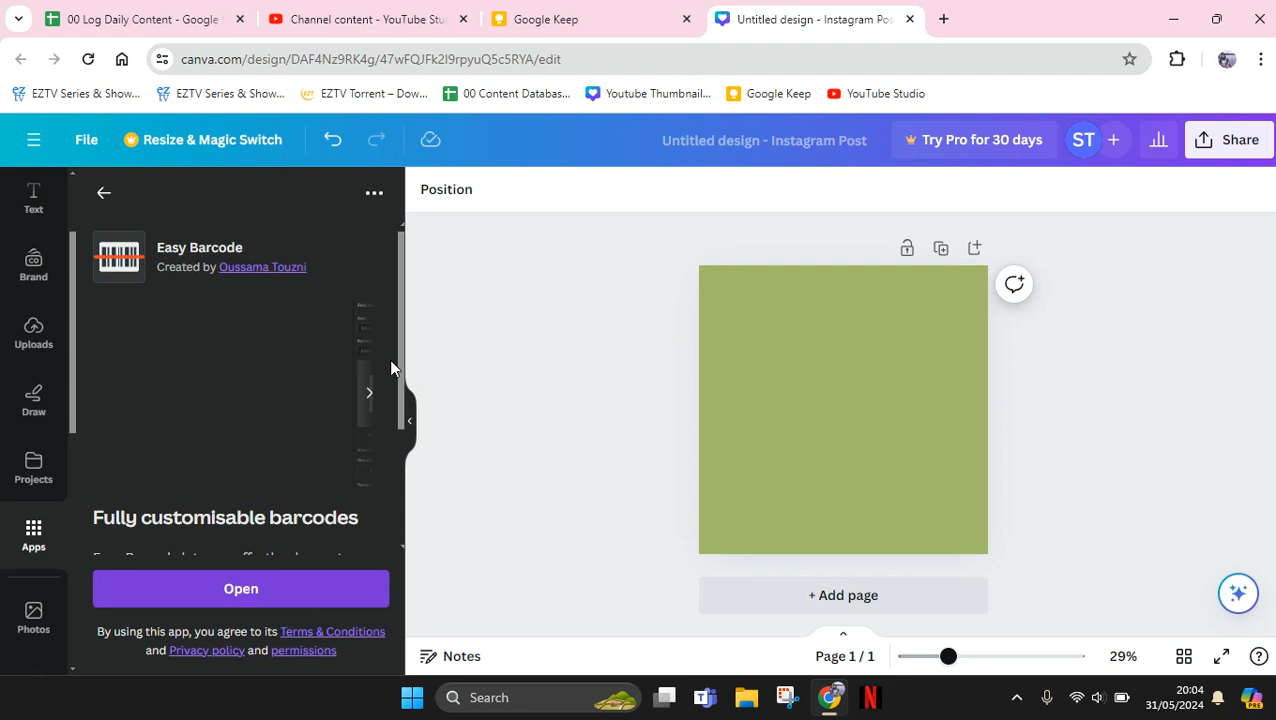 00 Log Daily Content - Google
Channel content - YouTube Stu
Google Keep
Untitled design - Instagram Pos
canva.com/design/DAF4Nz9RK4g/47wFQJFk2I9rpyuQ5c5RYA/edit
EZTV Series & Show...
EZTV Series & Show...
EZTV Torrent – Dow...
00 Content Databas...
Youtube Thumbnail...
Google Keep
YouTube Studio
File
Resize & Magic Switch
Untitled design - Instagram Post
Try Pro for 30 days
ST
Share
Text
Brand
Uploads
Draw
Projects
Apps
Photos
Easy Barcode
Created by Oussama Touzni
Fully customisable barcodes
Open
By using this app, you agree to its Terms & Conditions
and Privacy policy and permissions
Position
+ Add page
Notes
Page 1 / 1
29%
Search
20:04
31/05/2024